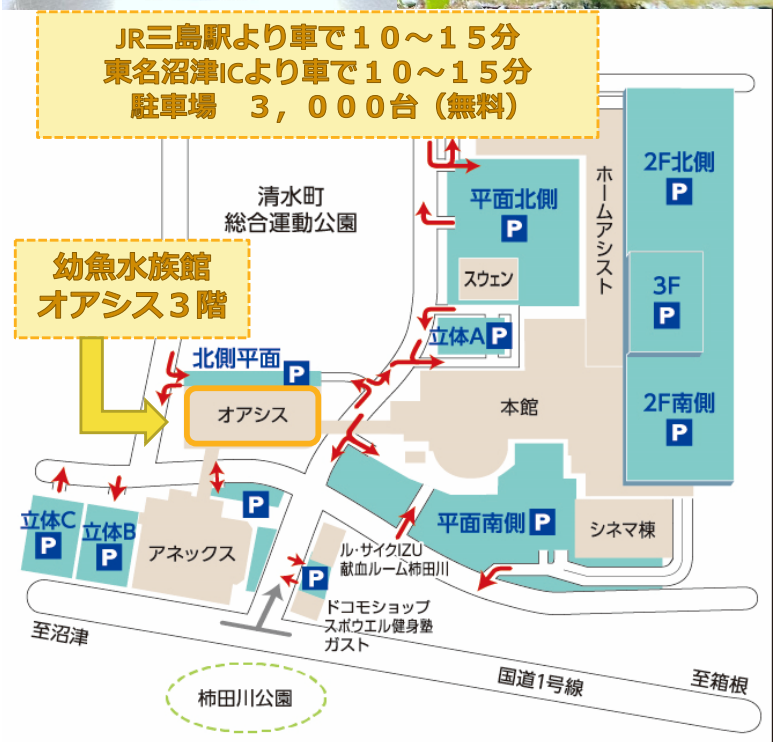 JR三島駅より車で１０～１５分
東名沼津ICより車で１０～１５分
駐車場　３，０００台（無料）
2F北側
P
ホームアシスト
平面北側
P
清水町
総合運動公園
幼魚水族館
オアシス３階
スウェン
3F
P
立体A P
北側平面 P
オアシス
本館
2F南側
P
立体C
P
立体B
P
P
アネックス
平面南側 P
シネマ棟
ル・サイクIZU
献血ルーム柿田川
P
ドコモショップ
スポウエル健身塾
ガスト
至沼津
国道1号線
至箱根
柿田川公園